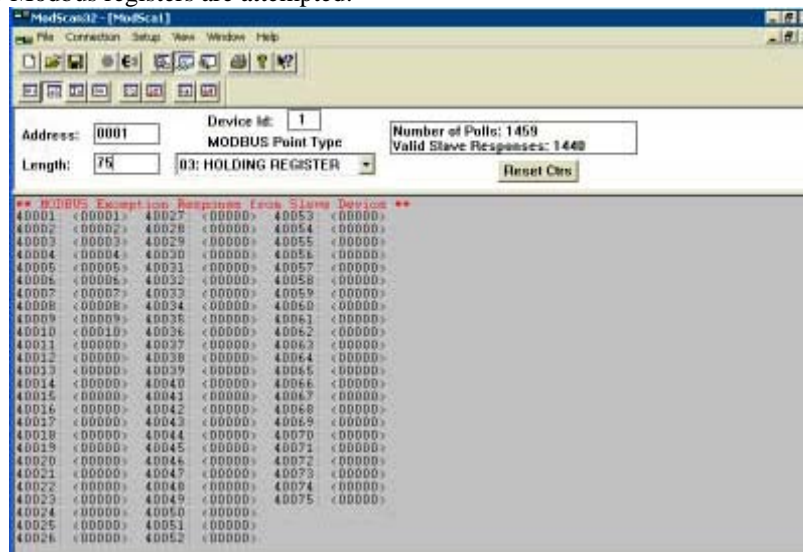 Modbus registers are attempted.
ModScan32 - [ModSca1]
File Connection Setup View Window Help
Address: 0001
Device Id: 1
MODBUS Point Type
Length: 75
03: HOLDING REGISTER
Number of Polls: 1459
Valid Slave Responses: 1440
Reset Ctrs
** MODBUS Exception Response from Slave Device **
40001 <00001> 40027 <00000> 40053 <00000>
40002 <00002> 40028 <00000> 40054 <00000>
40003 <00003> 40029 <00000> 40055 <00000>
40004 <00004> 40030 <00000> 40056 <00000>
40005 <00005> 40031 <00000> 40057 <00000>
40006 <00006> 40032 <00000> 40058 <00000>
40007 <00007> 40033 <00000> 40059 <00000>
40008 <00008> 40034 <00000> 40060 <00000>
40009 <00009> 40035 <00000> 40061 <00000>
40010 <00010> 40036 <00000> 40062 <00000>
40011 <00000> 40037 <00000> 40063 <00000>
40012 <00000> 40038 <00000> 40064 <00000>
40013 <00000> 40039 <00000> 40065 <00000>
40014 <00000> 40040 <00000> 40066 <00000>
40015 <00000> 40041 <00000> 40067 <00000>
40016 <00000> 40042 <00000> 40068 <00000>
40017 <00000> 40043 <00000> 40069 <00000>
40018 <00000> 40044 <00000> 40070 <00000>
40019 <00000> 40045 <00000> 40071 <00000>
40020 <00000> 40046 <00000> 40072 <00000>
40021 <00000> 40047 <00000> 40073 <00000>
40022 <00000> 40048 <00000> 40074 <00000>
40023 <00000> 40049 <00000> 40075 <00000>
40024 <00000> 40050 <00000>
40025 <00000> 40051 <00000>
40026 <00000> 40052 <00000>